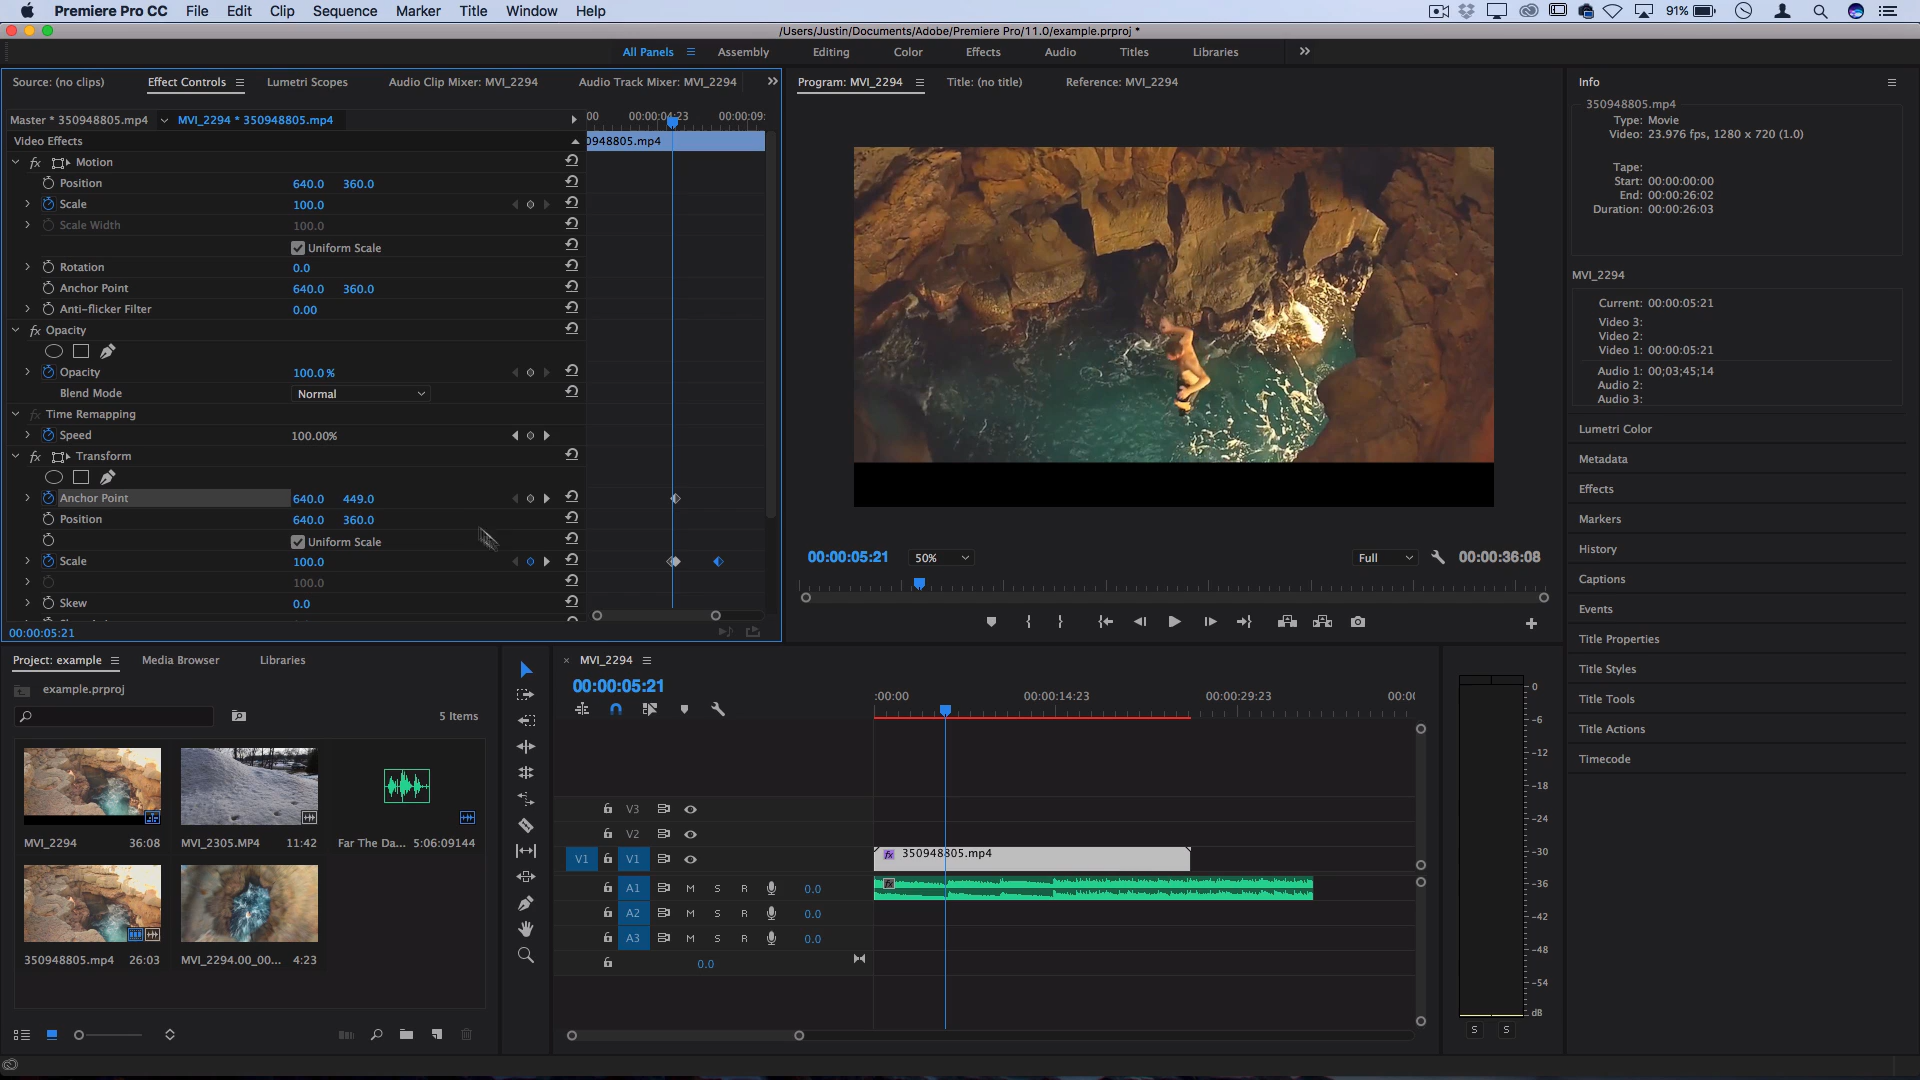 Premiere Pro CC File Edit Clip Sequence Marker Title Window Help 91%
/Users/Justin/Documents/Adobe/Premiere Pro/11.0/example.prproj *
All Panels Assembly Editing Color Effects Audio Titles Libraries
Source: (no clips) Effect Controls Lumetri Scopes Audio Clip Mixer: MVI_2294 Audio Track Mixer: MVI_2294
Master * 350948805.mp4 MVI_2294 * 350948805.mp4
00 00:00:04:23 00:00:09:
Video Effects
0948805.mp4
fx Motion
Position 640.0 360.0
Scale 100.0
Scale Width 100.0
Uniform Scale
Rotation 0.0
Anchor Point 640.0 360.0
Anti-flicker Filter 0.00
fx Opacity
Opacity 100.0 %
Blend Mode Normal
fx Time Remapping
Speed 100.00%
fx Transform
Anchor Point 640.0 449.0
Position 640.0 360.0
Uniform Scale
Scale 100.0
100.0
Skew 0.0
00:00:05:21
Program: MVI_2294 Title: (no title) Reference: MVI_2294
00:00:05:21 50% Full 00:00:36:08
Info
350948805.mp4
Type: Movie
Video: 23.976 fps, 1280 x 720 (1.0)
Tape:
Start: 00:00:00:00
End: 00:00:26:02
Duration: 00:00:26:03
MVI_2294
Current: 00:00:05:21
Video 3:
Video 2:
Video 1: 00:00:05:21
Audio 1: 00;03;45;14
Audio 2:
Audio 3:
Lumetri Color
Metadata
Effects
Markers
History
Captions
Events
Title Properties
Title Styles
Title Tools
Title Actions
Timecode
Project: example Media Browser Libraries
example.prproj
5 Items
MVI_2294 36:08
MVI_2305.MP4 11:42
Far The Da... 5:06:09144
350948805.mp4 26:03
MVI_2294.00_00... 4:23
MVI_2294
00:00:05:21
:00:00 00:00:14:23 00:00:29:23 00:0
V3
V2
V1 V1 fx 350948805.mp4
A1 M S R 0.0 fx
A2 M S R 0.0
A3 M S R 0.0
0.0
0
-6
-12
-18
-24
-30
-36
-42
-48
-54
dB
S S